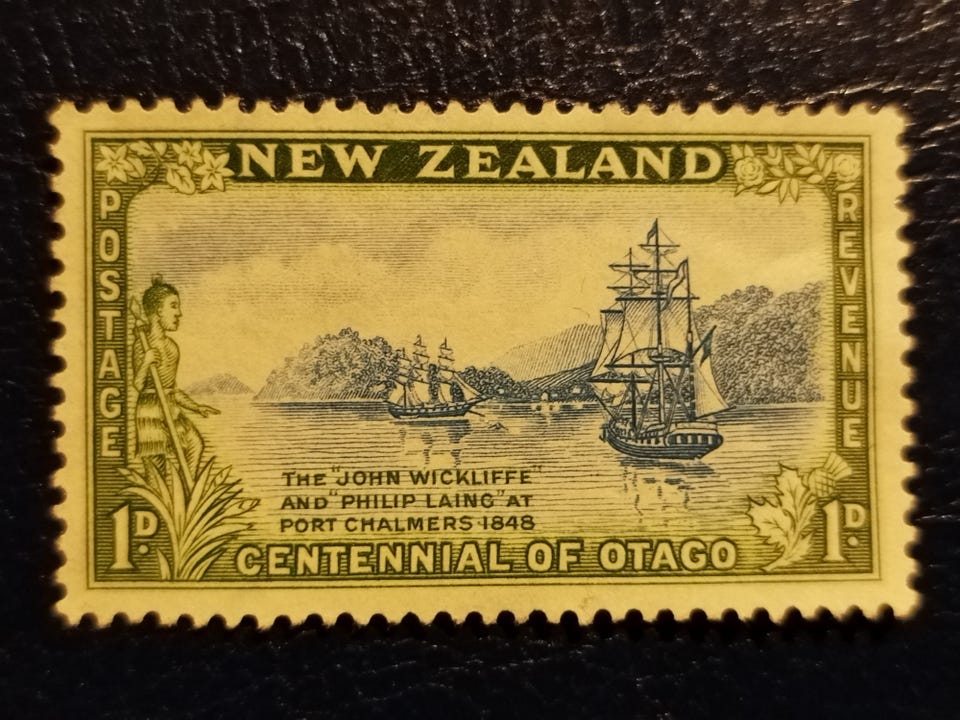 NEW ZEALAND
POSTAGE
REVENUE
THE "JOHN WICKLIFFE"
AND "PHILIP LAING" AT
PORT CHALMERS 1848
1D.
1D.
CENTENNIAL OF OTAGO